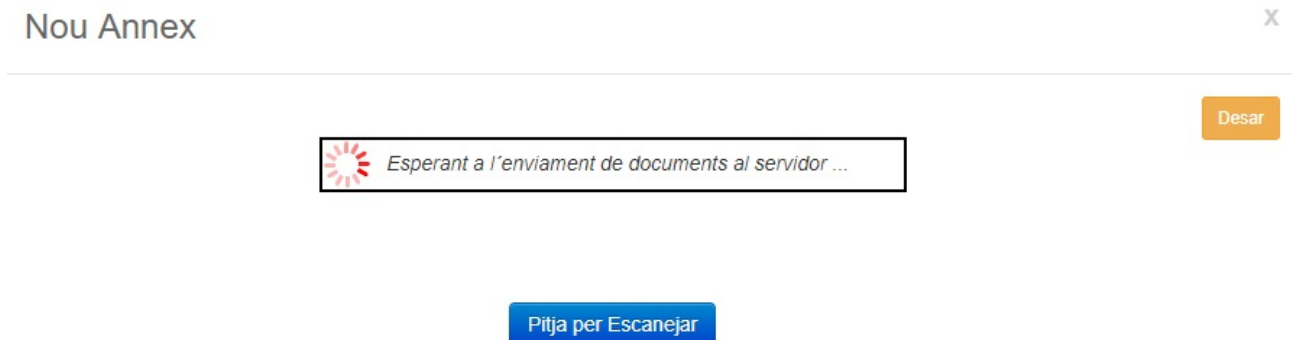 Nou Annex
x
Desar
Esperant a l´enviament de documents al servidor ...
Pitja per Escanejar